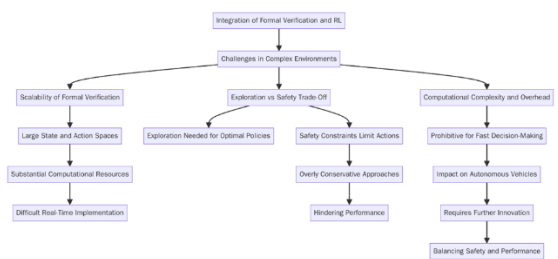 Integration of Formal Verification and RL
Challenges in Complex Environments
Scalability of Formal Verification
Exploration vs Safety Trade-Off
Computational Complexity and Overhead
Large State and Action Spaces
Exploration Needed for Optimal Policies
Safety Constraints Limit Actions
Prohibitive for Fast Decision-Making
Substantial Computational Resources
Overly Conservative Approaches
Impact on Autonomous Vehicles
Difficult Real-Time Implementation
Hindering Performance
Requires Further Innovation
Balancing Safety and Performance